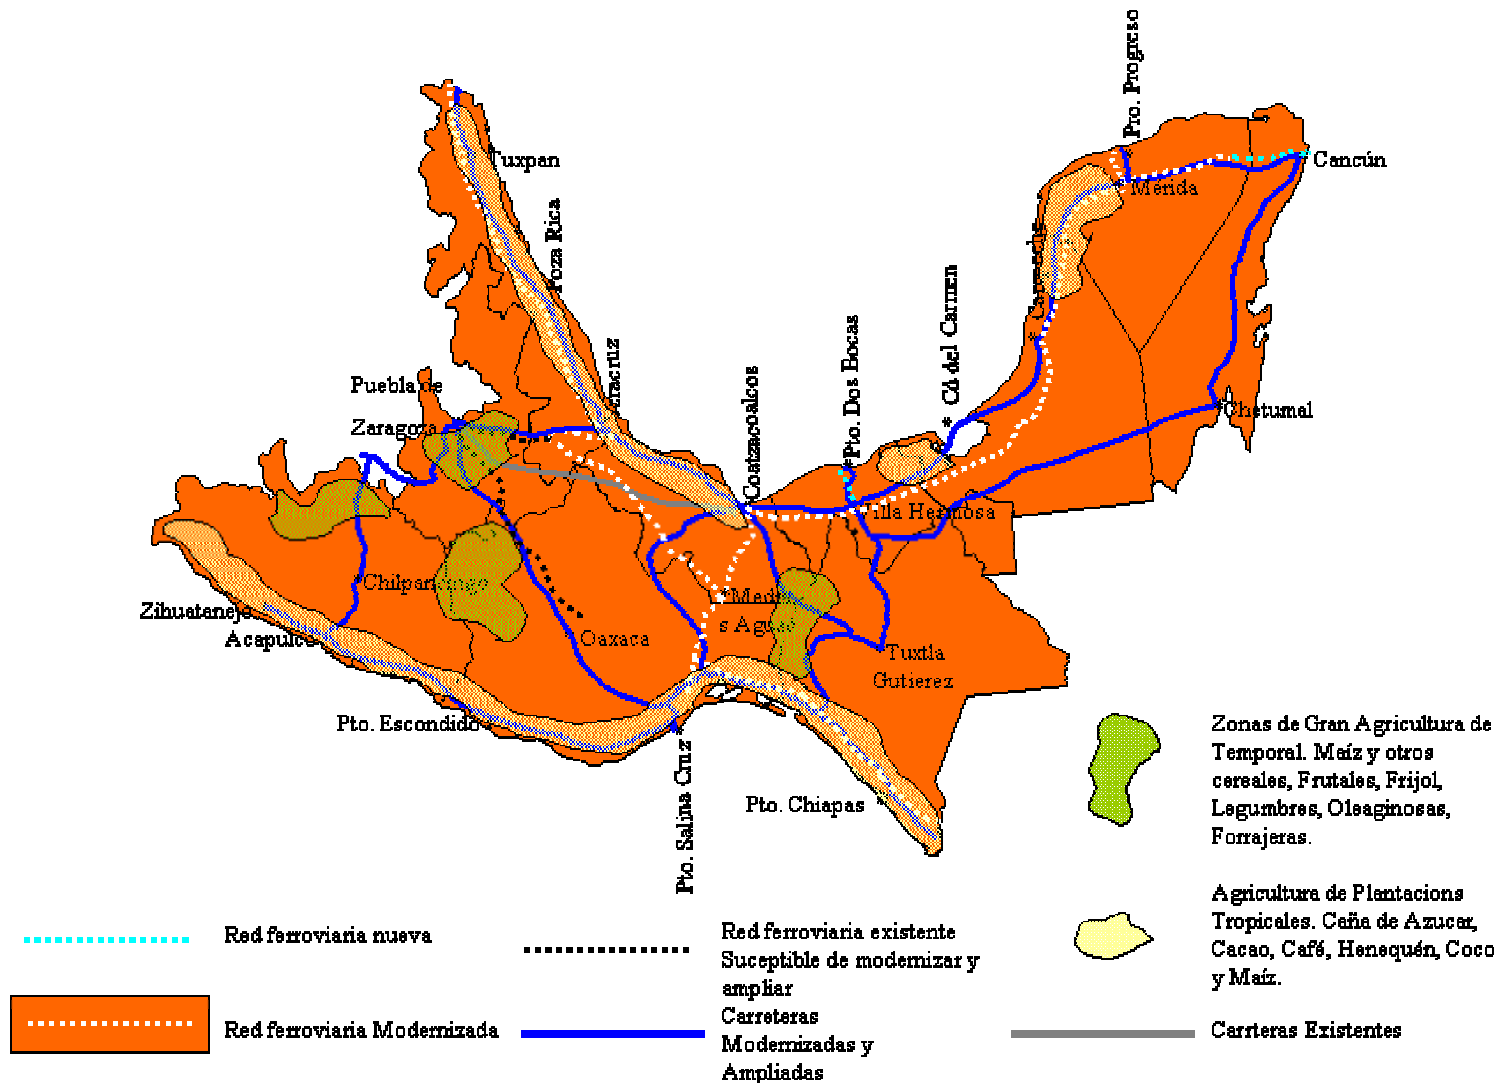 Pto. Progreso
Tuxpan
Cancún
Mérida
Poza Rica
Cd del Carmen
Pto. Dos Bocas
Puebla de
Zaragoza
Coatzacoalcos
Chetumal
Villa Hermosa
Zihuatanejo
Acapulco
Oaxaca
Tuxtla
Gutierez
Pto. Escondido
Pto. Salina Cruz
Pto. Chiapas
Zonas de Gran Agricultura de
Temporal. Maíz y otros
cereales, Frutales, Frijol,
Legumbres, Oleaginosas,
Forrajeras.
Agricultura de Plantacions
Tropicales. Caña de Azucar,
Cacao, Café, Henequén, Coco
y Maíz.
Red ferroviaria nueva
Red ferroviaria existente
Suceptible de modernizar y
ampliar
Red ferroviaria Modernizada
Carreteras
Modernizadas y
Ampliadas
Carrteras Existentes